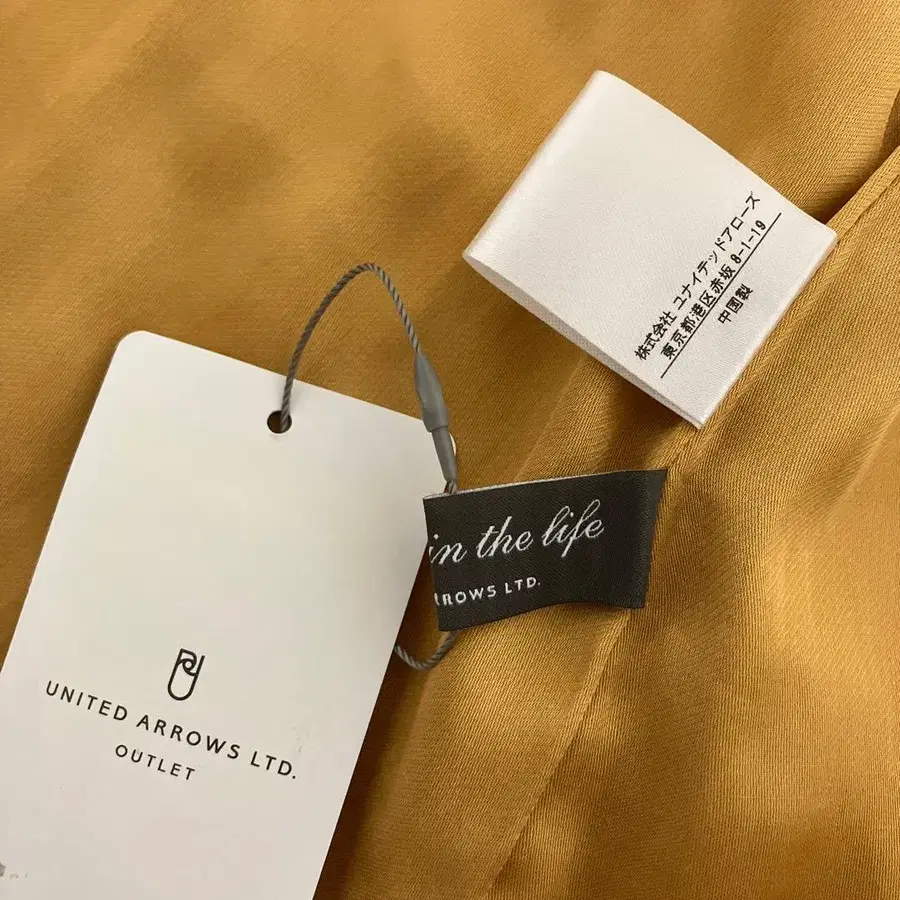 株式会社 ユナイテッドアローズ
東京都港区赤坂 8-1-19
中国製
in the life
ROWS LTD.
UNITED ARROWS LTD.
OUTLET